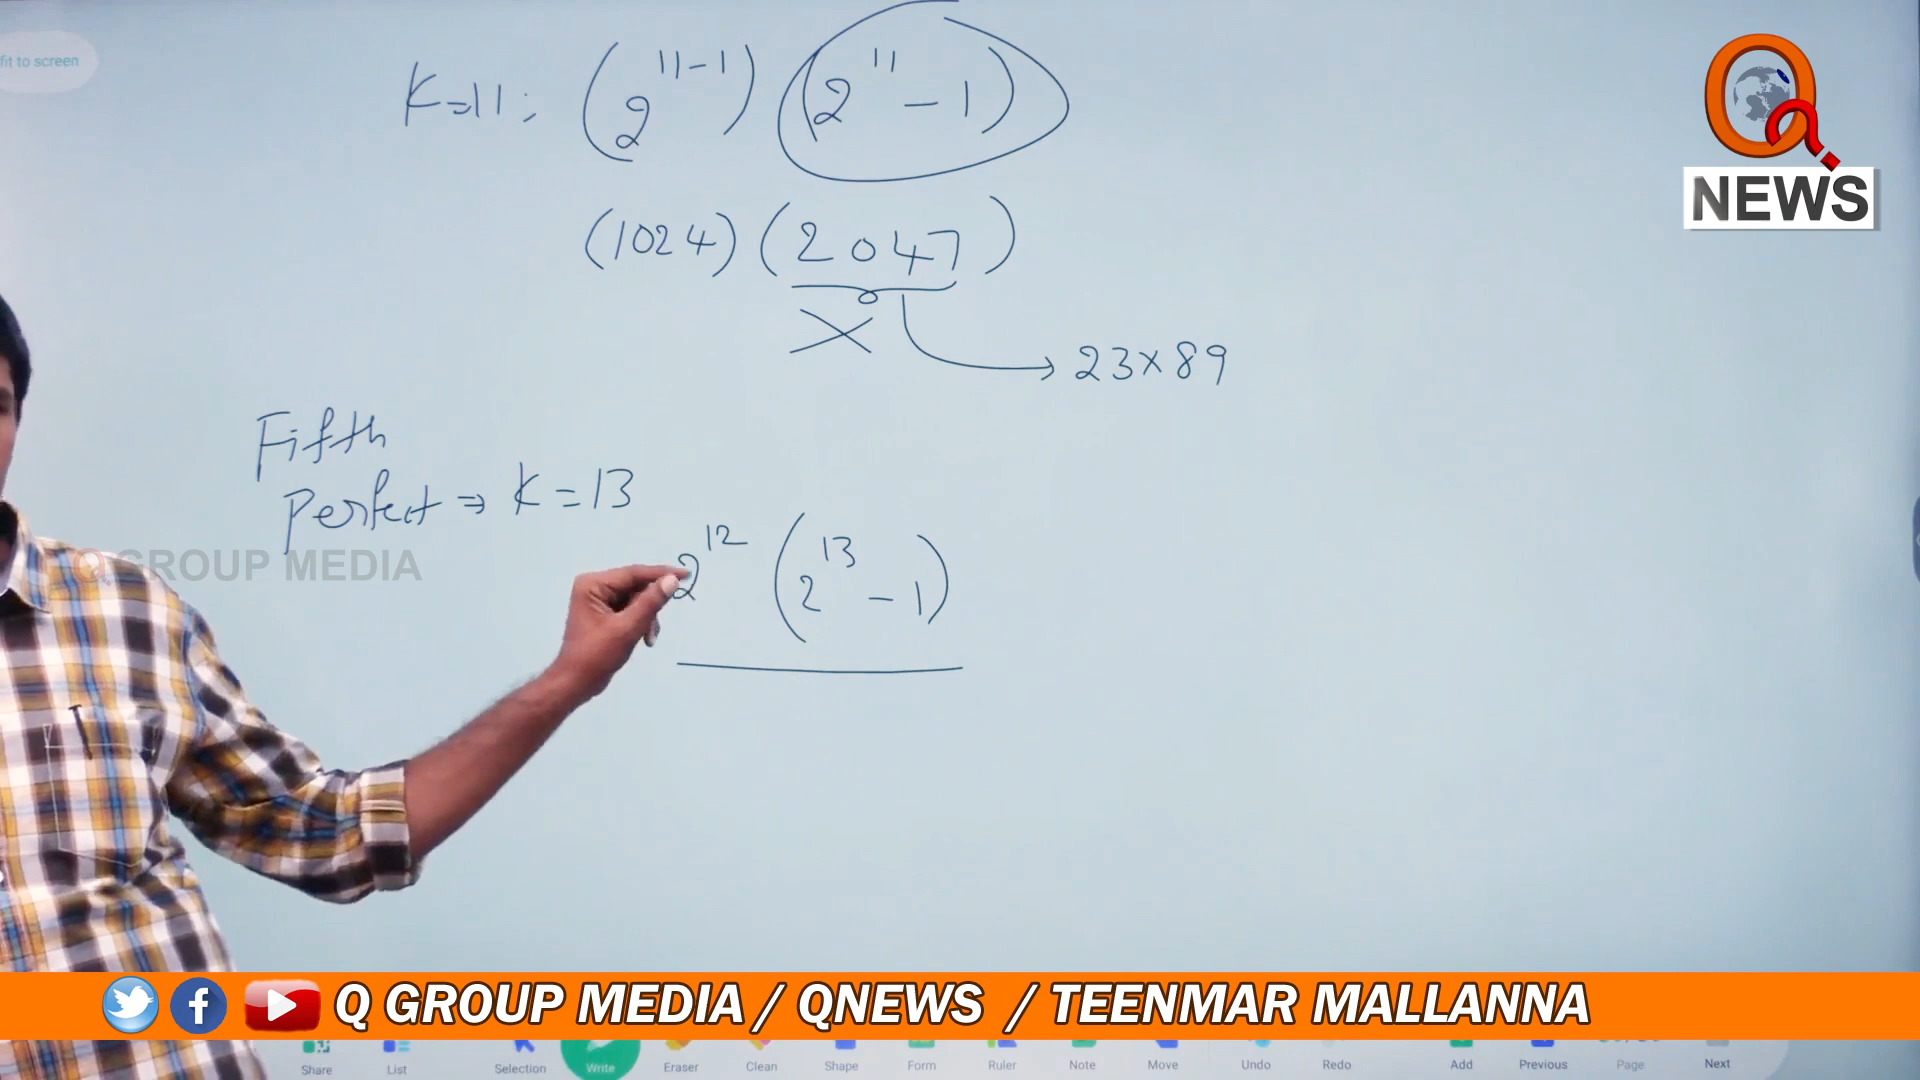 fit to screen
K=11; (2^11-1) (2^11 - 1)
(1024) (2047)
23×89
Fifth
Perfect ⇒ K = 13
2^12 (2^13 - 1)
Q GROUP MEDIA
Q
NEWS
Q GROUP MEDIA / QNEWS / TEENMAR MALLANNA
Share List Selection Write Eraser Clean Shape Form Ruler Note Move Undo Redo Add Previous Page Next